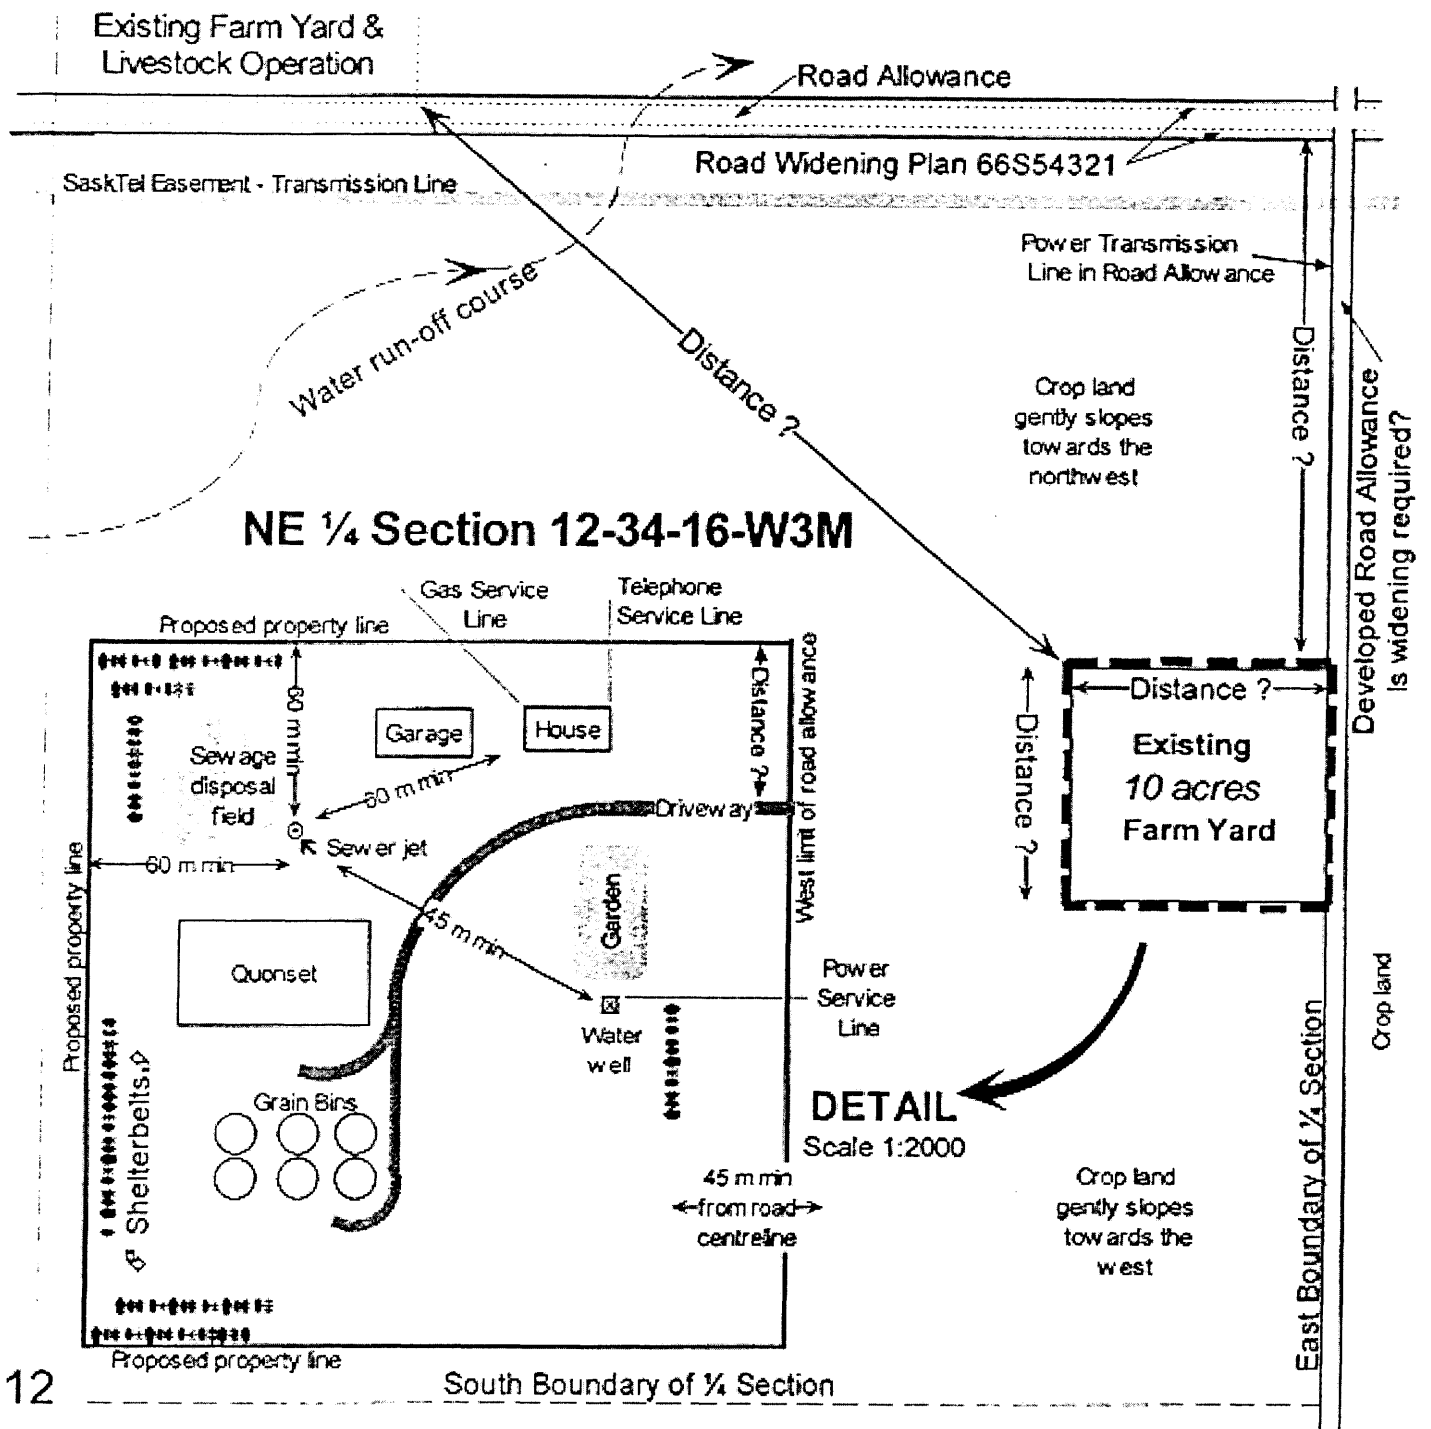 Existing Farm Yard &
Livestock Operation
Road Allowance
Road Widening Plan 66S54321
SaskTel Easement - Transmission Line
Power Transmission
Line in Road Allowance
Water run-off course
Distance ?
Distance ?
Crop land
gently slopes
towards the
northwest
Developed Road Allowance
Is widening required?
NE ¼ Section 12-34-16-W3M
Gas Service
Line
Telephone
Service Line
Proposed property line
60 m min
Distance ?
West limit of road allowance
Garage
House
Sewage
disposal
field
60 m min
Driveway
Sewer jet
60 m min
45 m min
Garden
Proposed property line
Quonset
Water
well
Power
Service
Line
Grain Bins
Shelterbelts
DETAIL
Scale 1:2000
45 m min
from road
centreline
Distance ?
Distance ?
Existing
10 acres
Farm Yard
Crop land
East Boundary of ¼ Section
Crop land
gently slopes
towards the
west
Proposed property line
12
South Boundary of ¼ Section